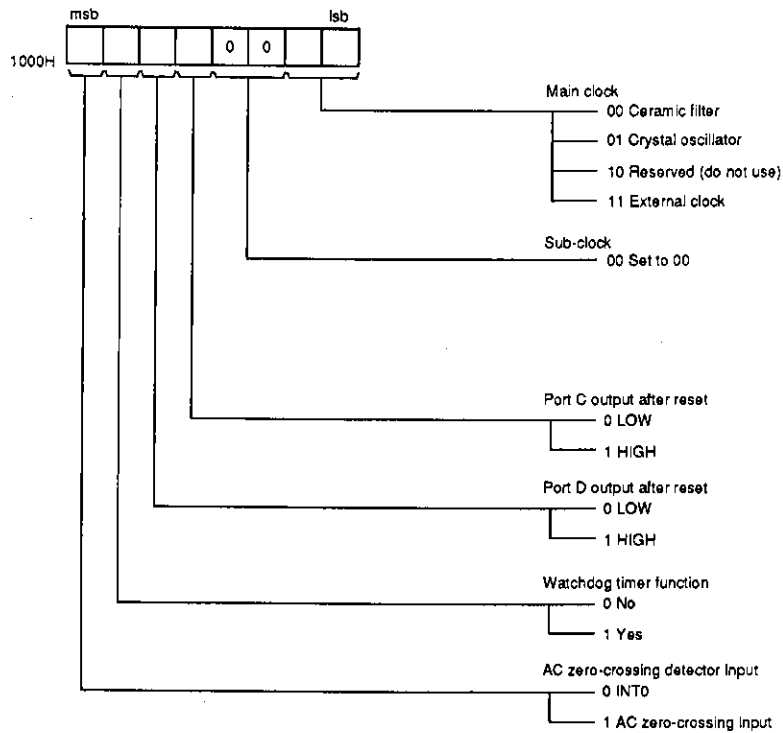 msb lsb
0 0
1000H
Main clock
00 Ceramic filter
01 Crystal oscillator
10 Reserved (do not use)
11 External clock
Sub-clock
00 Set to 00
Port C output after reset
0 LOW
1 HIGH
Port D output after reset
0 LOW
1 HIGH
Watchdog timer function
0 No
1 Yes
AC zero-crossing detector Input
0 INT0
1 AC zero-crossing Input